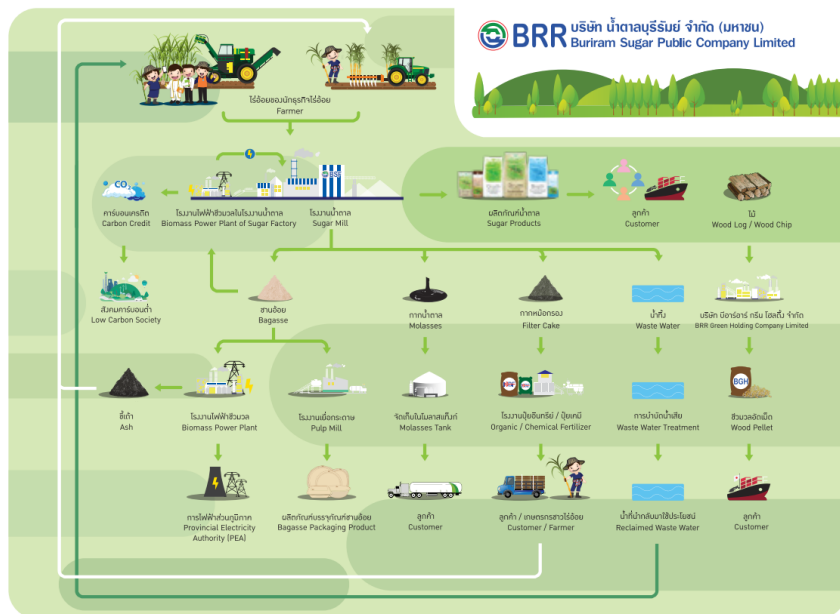 BRR
บริษัท น้ำตาลบุรีรัมย์ จำกัด (มหาชน)
Buriram Sugar Public Company Limited
ไร่อ้อยของนักธุรกิจไร่อ้อย
Farmer
CO₂
คาร์บอนเครดิต
Carbon Credit
โรงงานไฟฟ้าชีวมวลในโรงงานน้ำตาล
Biomass Power Plant of Sugar Factory
โรงงานน้ำตาล
Sugar Mill
ผลิตภัณฑ์น้ำตาล
Sugar Products
ลูกค้า
Customer
ไม้
Wood Log / Wood Chip
สังคมคาร์บอนต่ำ
Low Carbon Society
ชานอ้อย
Bagasse
กากน้ำตาล
Molasses
กากหม้อกรอง
Filter Cake
น้ำทิ้ง
Waste Water
บริษัท บีอาร์อาร์ กรีน โฮลดิ้ง จำกัด
BRR Green Holding Company Limited
ขี้เถ้า
Ash
โรงงานไฟฟ้าชีวมวล
Biomass Power Plant
โรงงานเยื่อกระดาษ
Pulp Mill
จัดเก็บในโมลาสแท็งก์
Molasses Tank
โรงงานปุ๋ยอินทรีย์ / ปุ๋ยเคมี
Organic / Chemical Fertilizer
การบำบัดน้ำเสีย
Waste Water Treatment
BGH
ชีวมวลอัดเม็ด
Wood Pellet
การไฟฟ้าส่วนภูมิภาค
Provincial Electricity
Authority (PEA)
ผลิตภัณฑ์บรรจุภัณฑ์ชานอ้อย
Bagasse Packaging Product
ลูกค้า
Customer
ลูกค้า / เกษตรกรชาวไร่อ้อย
Customer / Farmer
น้ำที่นำกลับมาใช้ประโยชน์
Reclaimed Waste Water
ลูกค้า
Customer